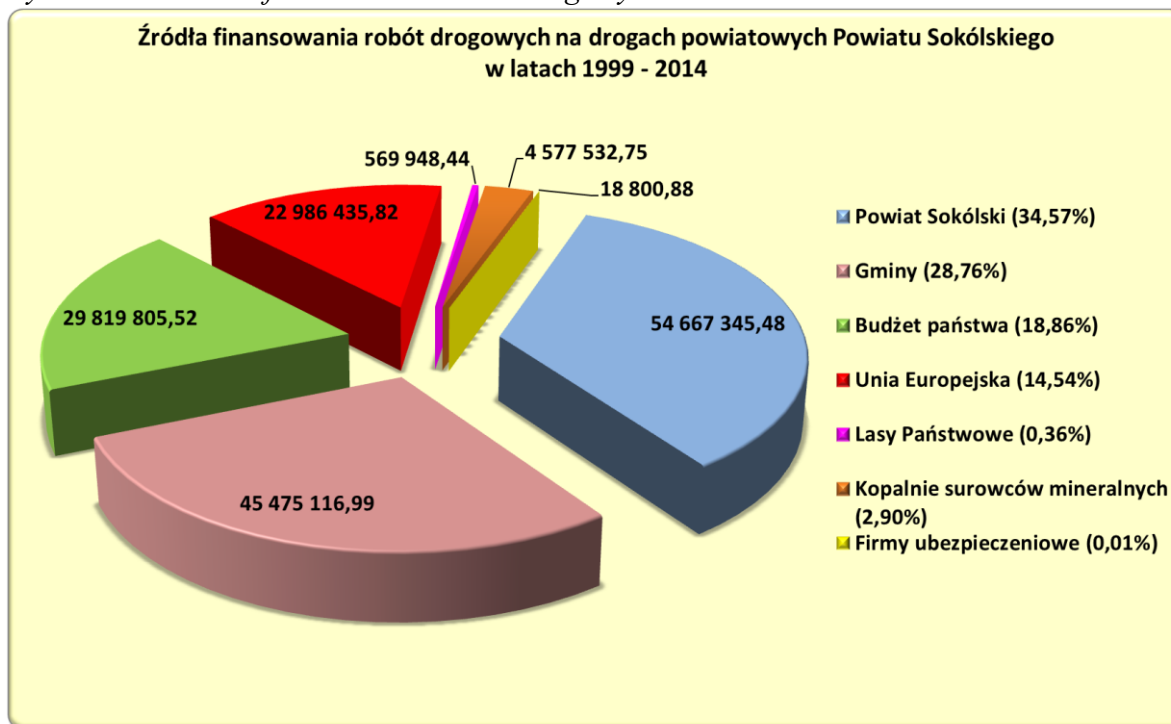 Źródła finansowania robót drogowych na drogach powiatowych Powiatu Sokólskiego
w latach 1999 - 2014
569 948,44
4 577 532,75
18 800,88
22 986 435,82
29 819 805,52
54 667 345,48
45 475 116,99
Powiat Sokólski (34,57%)
Gminy (28,76%)
Budżet państwa (18,86%)
Unia Europejska (14,54%)
Lasy Państwowe (0,36%)
Kopalnie surowców mineralnych
(2,90%)
Firmy ubezpieczeniowe (0,01%)